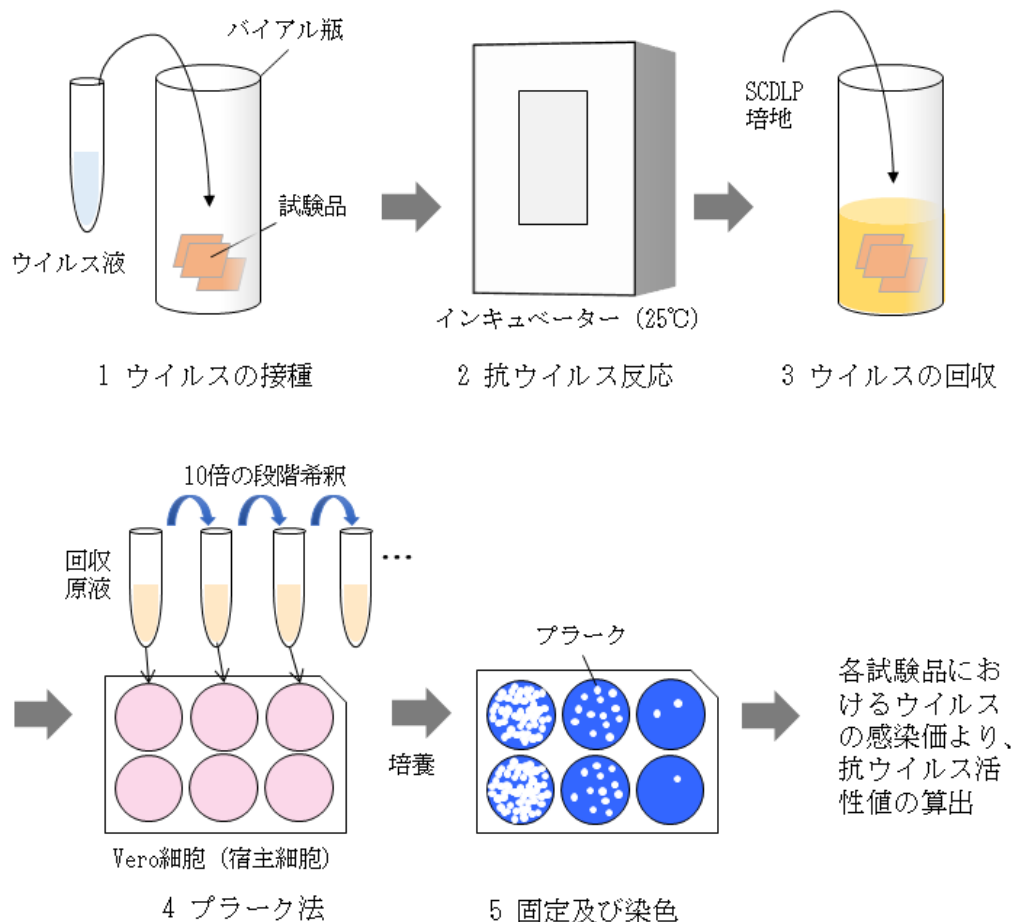 バイアル瓶
試験品
ウイルス液
1 ウイルスの接種
インキュベーター (25℃)
2 抗ウイルス反応
SCDLP
培地
3 ウイルスの回収
10倍の段階希釈
回収
原液
…
Vero細胞 (宿主細胞)
4 プラーク法
培養
プラーク
5 固定及び染色
各試験品にお
けるウイルス
の感染価より、
抗ウイルス活
性値の算出